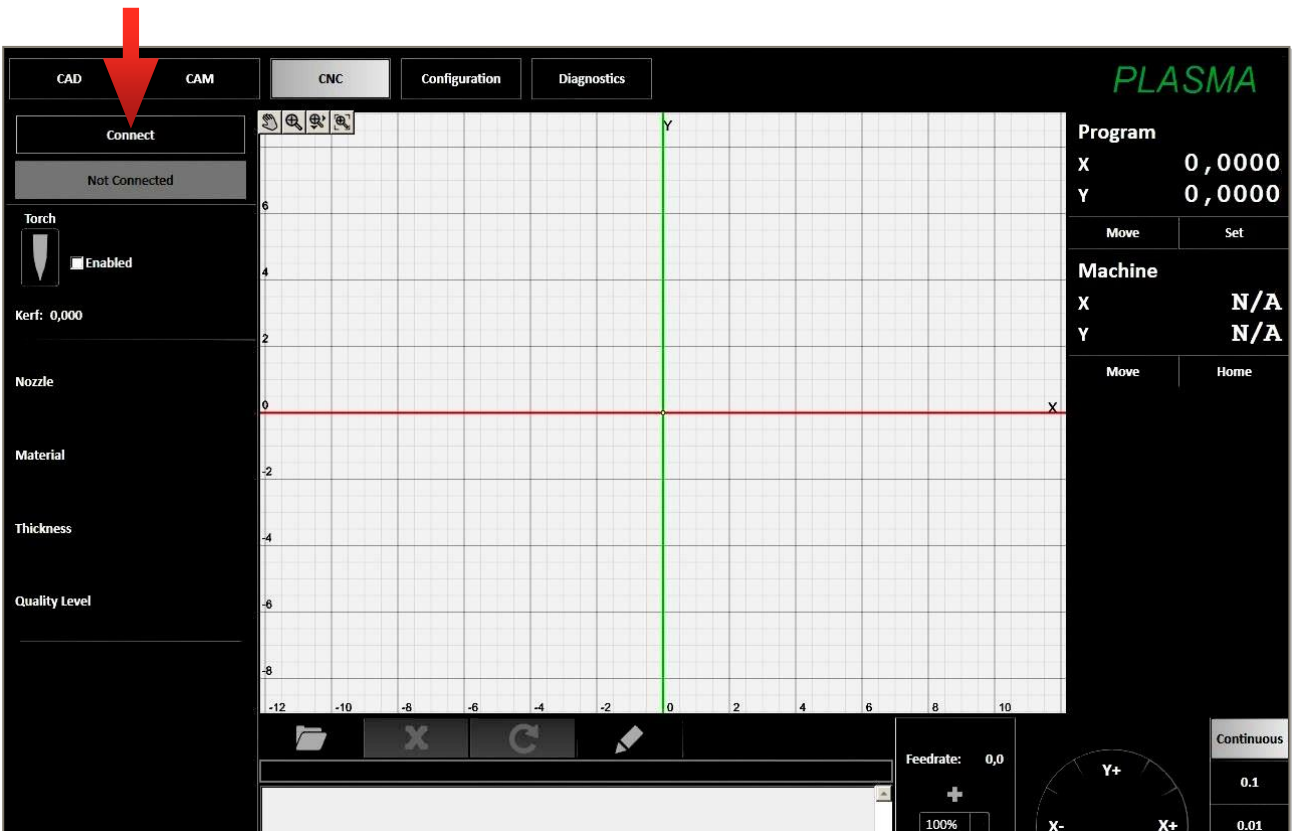 CAD
CAM
CNC
Configuration
Diagnostics
PLASMA
Connect
Not Connected
Torch
Enabled
Kerf: 0,000
Nozzle
Material
Thickness
Quality Level
Y
6
4
2
0
X
-2
-4
-6
-8
-12 -10 -8 -6 -4 -2 0 2 4 6 8 10
Program
X 0,0000
Y 0,0000
Move Set
Machine
X N/A
Y N/A
Move Home
Feedrate: 0,0
100%
Y+
X- X+
Continuous
0.1
0.01